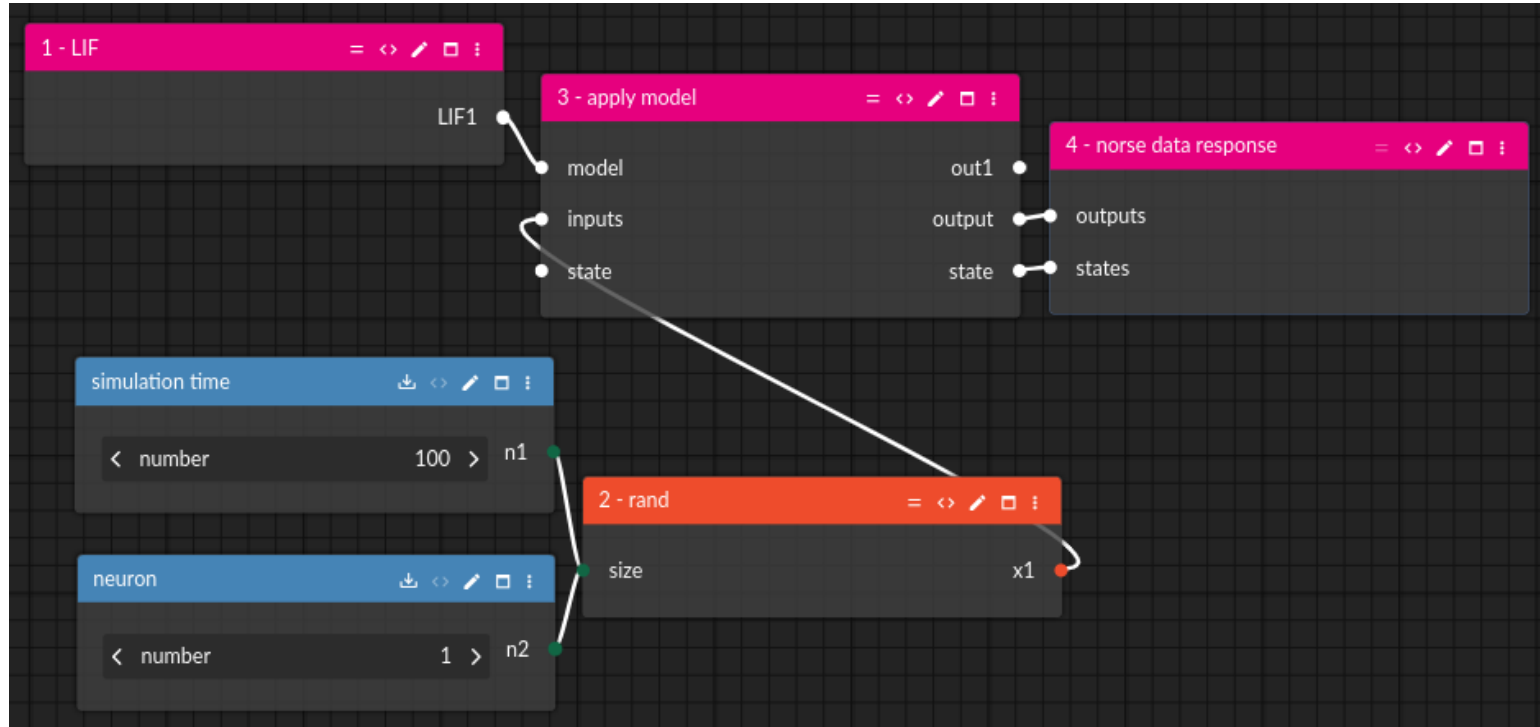 1 - LIF
LIF1
3 - apply model
model
out1
inputs
output
state
state
4 - norse data response
outputs
states
simulation time
number
100
n1
neuron
number
1
n2
2 - rand
size
x1